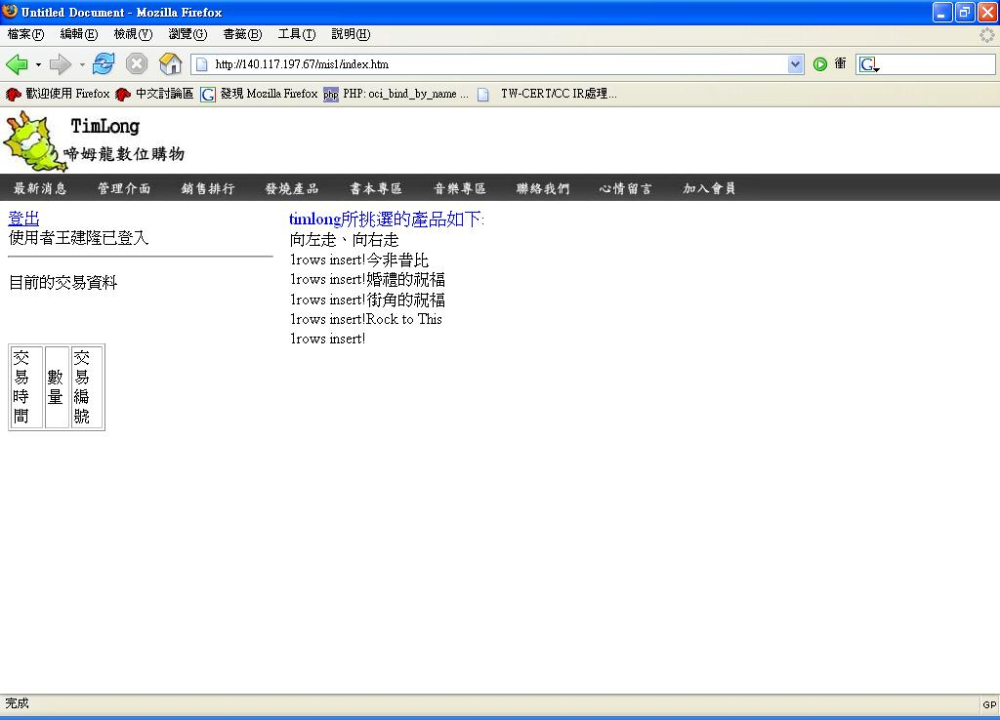 Untitled Document - Mozilla Firefox
檔案(F) 編輯(E) 檢視(V) 瀏覽(G) 書籤(B) 工具(T) 說明(H)
http://140.117.197.67/mis1/index.htm 衝 G
歡迎使用 Firefox 中文討論區 G 發現 Mozilla Firefox php PHP: oci_bind_by_name ... TW-CERT/CC IR處理...
TimLong
啼姆龍數位購物
最新消息 管理介面 銷售排行 發燒產品 書本專區 音樂專區 聯絡我們 心情留言 加入會員
登出
使用者王建隆已登入
目前的交易資料
交易時間 數量 交易編號
timlong所挑選的產品如下:
向左走、向右走
1rows insert!今非昔比
1rows insert!婚禮的祝福
1rows insert!街角的祝福
1rows insert!Rock to This
1rows insert!
完成 GP